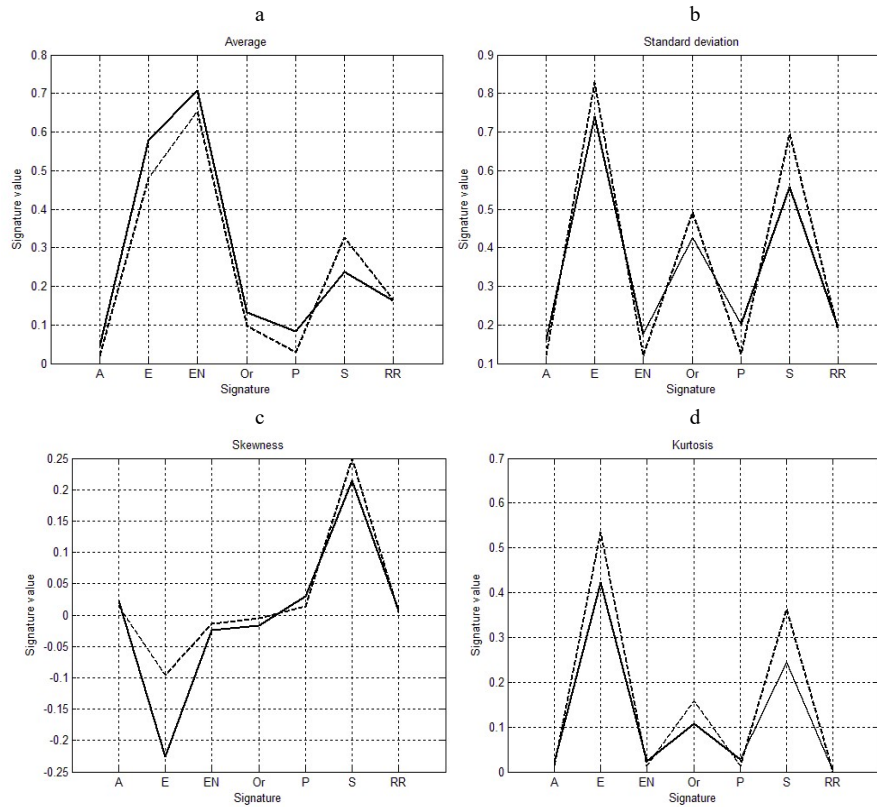 a
Average
Signature value
0.8
0.7
0.6
0.5
0.4
0.3
0.2
0.1
0
A E EN Or P S RR
Signature
b
Standard deviation
Signature value
0.9
0.8
0.7
0.6
0.5
0.4
0.3
0.2
0.1
A E EN Or P S RR
Signature
c
Skewness
Signature value
0.25
0.2
0.15
0.1
0.05
0
-0.05
-0.1
-0.15
-0.2
-0.25
A E EN Or P S RR
Signature
d
Kurtosis
Signature value
0.7
0.6
0.5
0.4
0.3
0.2
0.1
0
A E EN Or P S RR
Signature